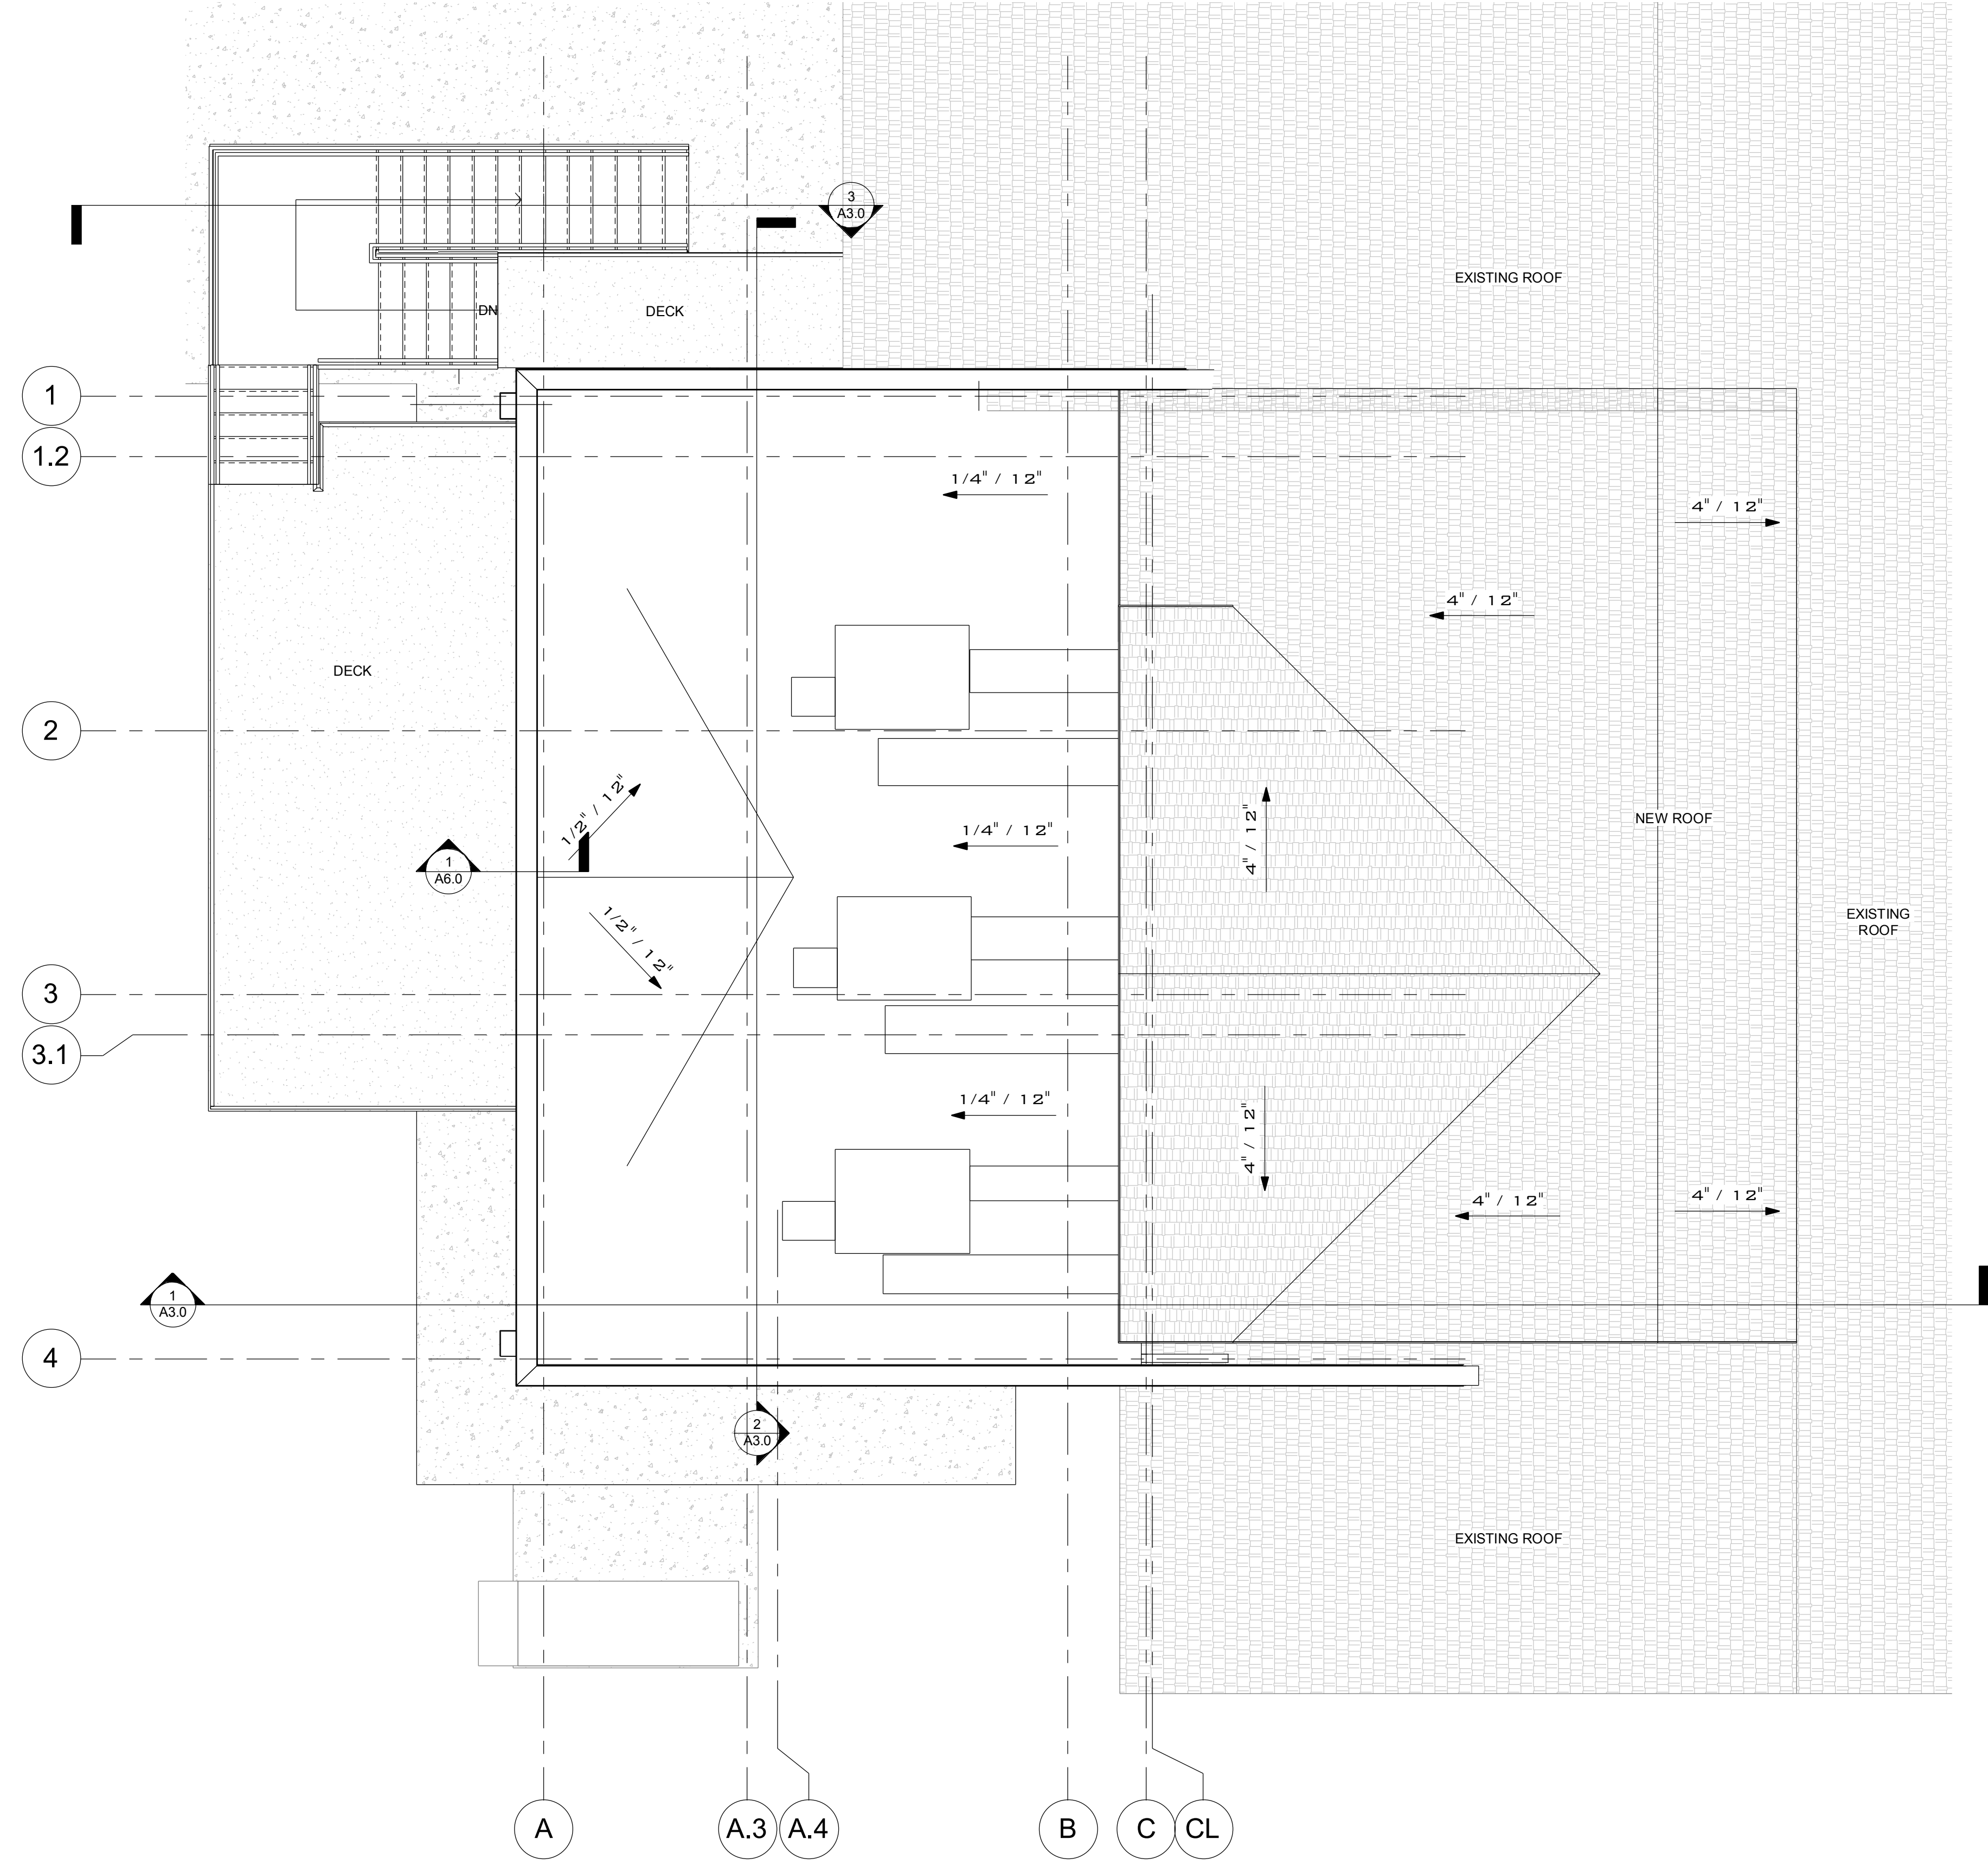 3
A3.0
EXISTING ROOF
DN
DECK
1
1.2
1/4" / 12"
4" / 12"
4" / 12"
DECK
2
1/2" / 12"
1/4" / 12"
4" / 12"
NEW ROOF
1
A6.0
1/2" / 12"
EXISTING
ROOF
3
3.1
1/4" / 12"
4" / 12"
4" / 12"
4" / 12"
1
A3.0
4
2
A3.0
EXISTING ROOF
A
A.3
A.4
B
C
CL